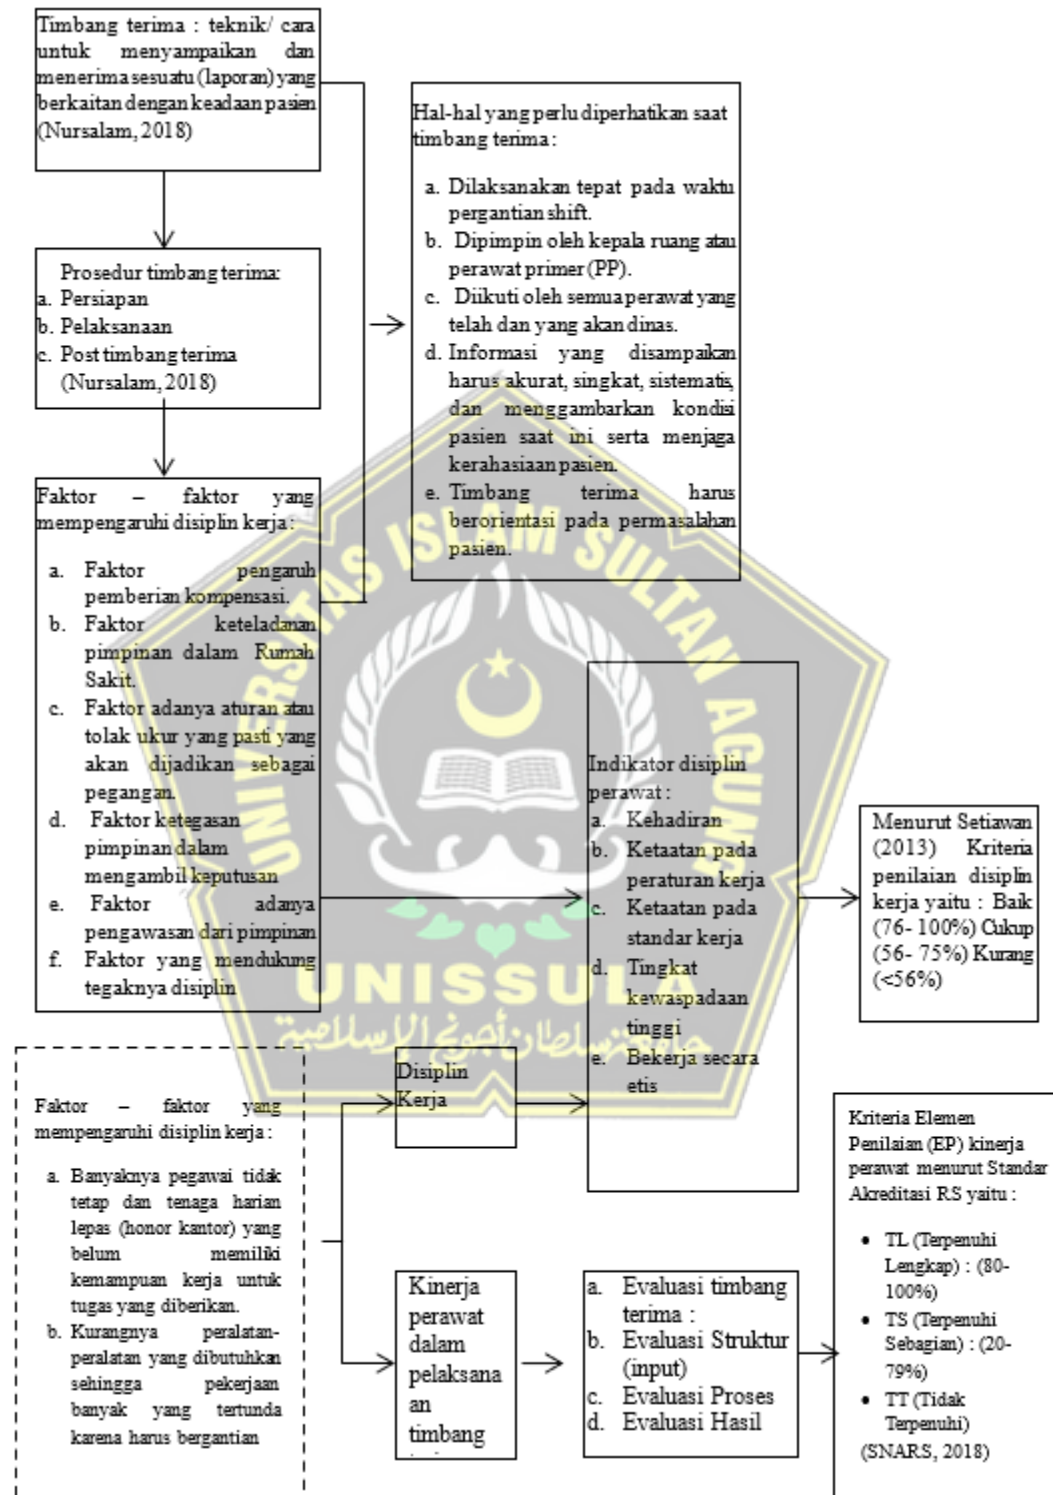 Timbang terima : teknik/ cara
untuk menyampaikan dan
menerima sesuatu (laporan) yang
berkaitan dengan keadaan pasien
(Nursalam, 2018)
Prosedur timbang terima:
a. Persiapan
b. Pelaksanaan
c. Post timbang terima
(Nursalam, 2018)
Hal-hal yang perlu diperhatikan saat
timbang terima :
a. Dilaksanakan tepat pada waktu
pergantian shift.
b. Dipimpin oleh kepala ruang atau
perawat primer (PP).
c. Diikuti oleh semua perawat yang
telah dan yang akan dinas.
d. Informasi yang disampaikan
harus akurat, singkat, sistematis,
dan menggambarkan kondisi
pasien saat ini serta menjaga
kerahasiaan pasien.
e. Timbang terima harus
berorientasi pada permasalahan
pasien.
Faktor – faktor yang
mempengaruhi disiplin kerja :
a. Faktor pengaruh
pemberian kompensasi.
b. Faktor keteladanan
pimpinan dalam Rumah
Sakit.
c. Faktor adanya aturan atau
tolak ukur yang pasti yang
akan dijadikan sebagai
pegangan.
d. Faktor ketegasan
pimpinan dalam
mengambil keputusan
e. Faktor adanya
pengawasan dari pimpinan
f. Faktor yang mendukung
tegaknya disiplin
Indikator disiplin
perawat :
a. Kehadiran
b. Ketaatan pada
peraturan kerja
c. Ketaatan pada
standar kerja
d. Tingkat
kewaspadaan
tinggi
e. Bekerja secara
etis
Menurut Setiawan
(2013) Kriteria
penilaian disiplin
kerja yaitu : Baik
(76- 100%) Cukup
(56- 75%) Kurang
(<56%)
UNIVERSITAS ISLAM SULTAN AGUNG
UNISSULA
جامعتسلطان أجونج الإسلامية
Faktor – faktor yang
mempengaruhi disiplin kerja :
a. Banyaknya pegawai tidak
tetap dan tenaga harian
lepas (honor kantor) yang
belum memiliki
kemampuan kerja untuk
tugas yang diberikan.
b. Kurangnya peralatan-
peralatan yang dibutuhkan
sehingga pekerjaan
banyak yang tertunda
karena harus bergantian
Disiplin
Kerja
Kinerja
perawat
dalam
pelaksana
an
timbang
a. Evaluasi timbang
terima :
b. Evaluasi Struktur
(input)
c. Evaluasi Proses
d. Evaluasi Hasil
Kriteria Elemen
Penilaian (EP) kinerja
perawat menurut Standar
Akreditasi RS yaitu :
• TL (Terpenuhi
Lengkap) : (80-
100%)
• TS (Terpenuhi
Sebagian) : (20-
79%)
• TT (Tidak
Terpenuhi)
(SNARS, 2018)